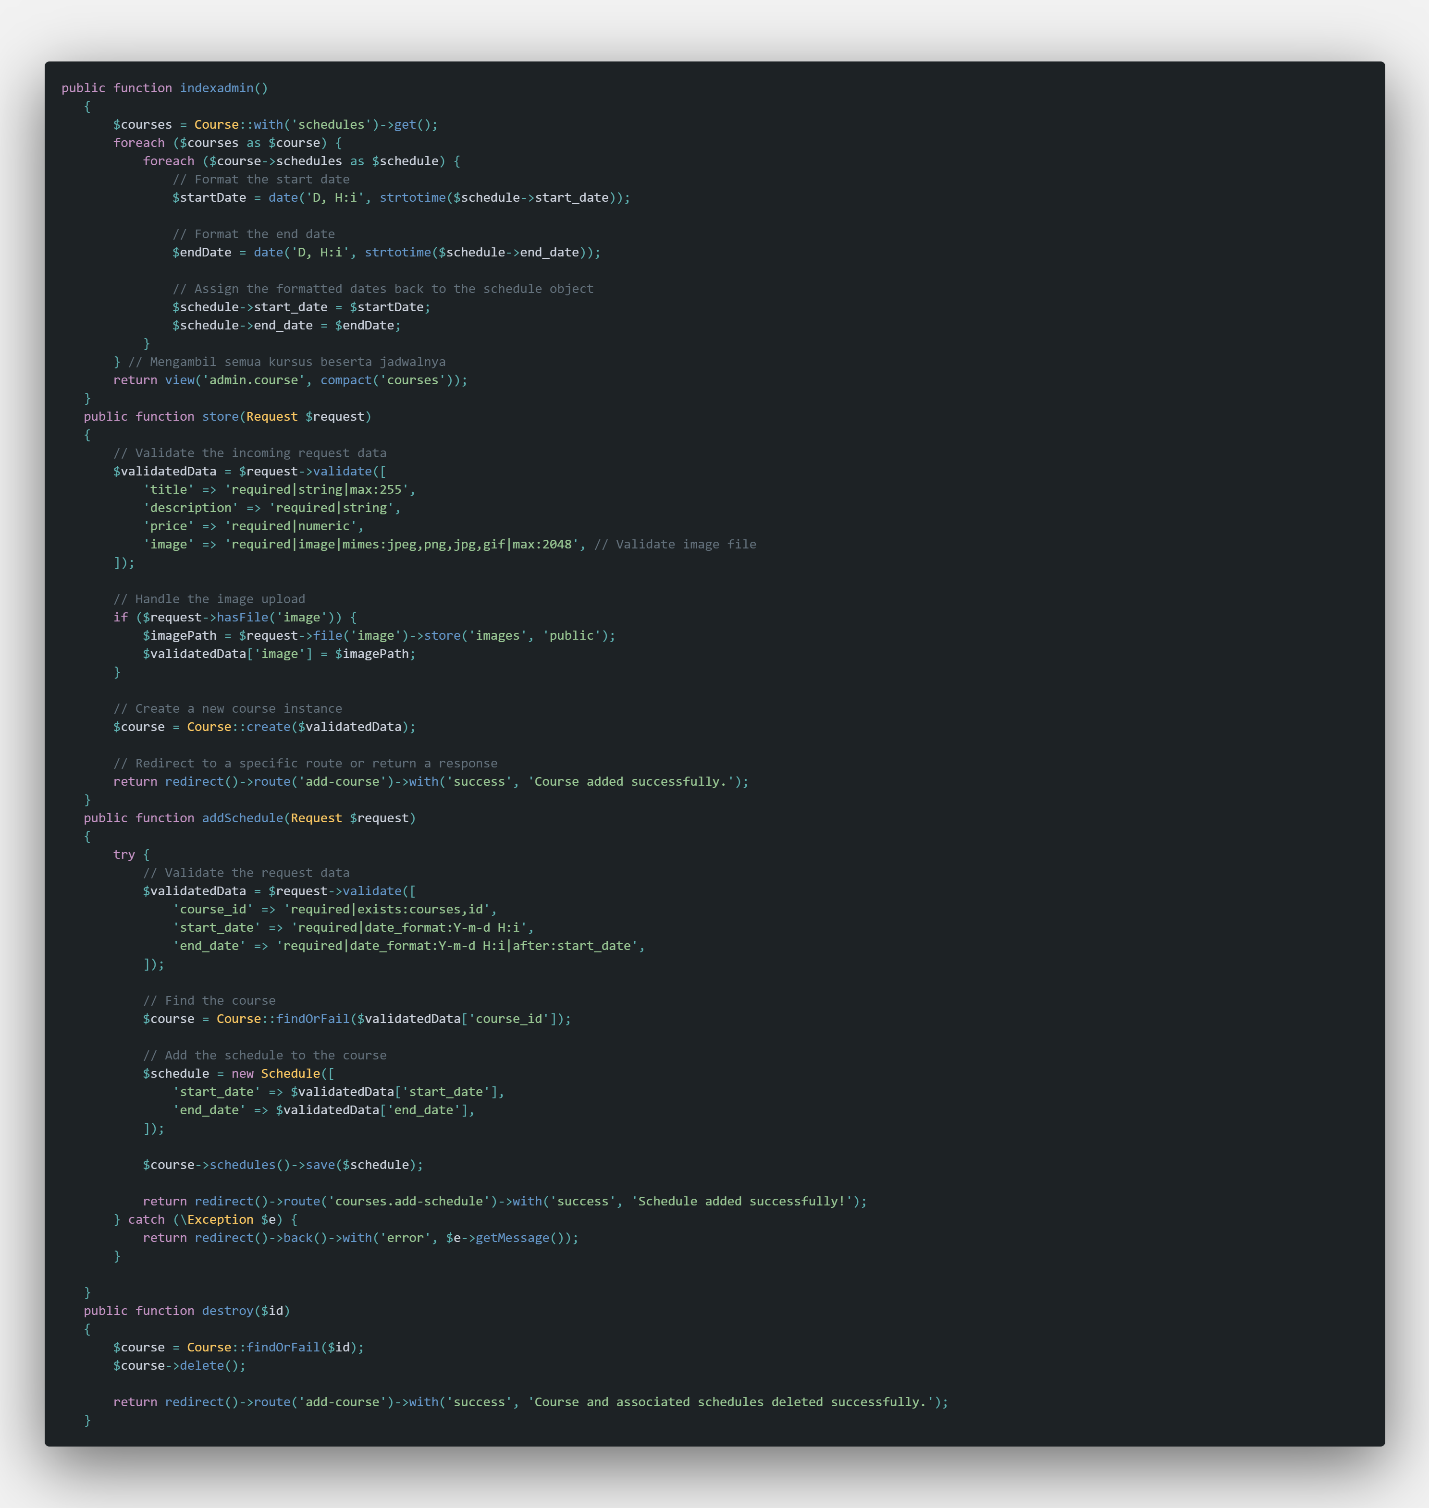 public function indexadmin()
{
$courses = Course::with('schedules')->get();
foreach ($courses as $course) {
foreach ($course->schedules as $schedule) {
// Format the start date
$startDate = date('D, H:i', strtotime($schedule->start_date));
// Format the end date
$endDate = date('D, H:i', strtotime($schedule->end_date));
// Assign the formatted dates back to the schedule object
$schedule->start_date = $startDate;
$schedule->end_date = $endDate;
}
} // Mengambil semua kursus beserta jadwalnya
return view('admin.course', compact('courses'));
}
public function store(Request $request)
{
// Validate the incoming request data
$validatedData = $request->validate([
'title' => 'required|string|max:255',
'description' => 'required|string',
'price' => 'required|numeric',
'image' => 'required|image|mimes:jpeg,png,jpg,gif|max:2048', // Validate image file
]);
// Handle the image upload
if ($request->hasFile('image')) {
$imagePath = $request->file('image')->store('images', 'public');
$validatedData['image'] = $imagePath;
}
// Create a new course instance
$course = Course::create($validatedData);
// Redirect to a specific route or return a response
return redirect()->route('add-course')->with('success', 'Course added successfully.');
}
public function addSchedule(Request $request)
{
try {
// Validate the request data
$validatedData = $request->validate([
'course_id' => 'required|exists:courses,id',
'start_date' => 'required|date_format:Y-m-d H:i',
'end_date' => 'required|date_format:Y-m-d H:i|after:start_date',
]);
// Find the course
$course = Course::findOrFail($validatedData['course_id']);
// Add the schedule to the course
$schedule = new Schedule([
'start_date' => $validatedData['start_date'],
'end_date' => $validatedData['end_date'],
]);
$course->schedules()->save($schedule);
return redirect()->route('courses.add-schedule')->with('success', 'Schedule added successfully!');
} catch (\Exception $e) {
return redirect()->back()->with('error', $e->getMessage());
}
}
public function destroy($id)
{
$course = Course::findOrFail($id);
$course->delete();
return redirect()->route('add-course')->with('success', 'Course and associated schedules deleted successfully.');
}